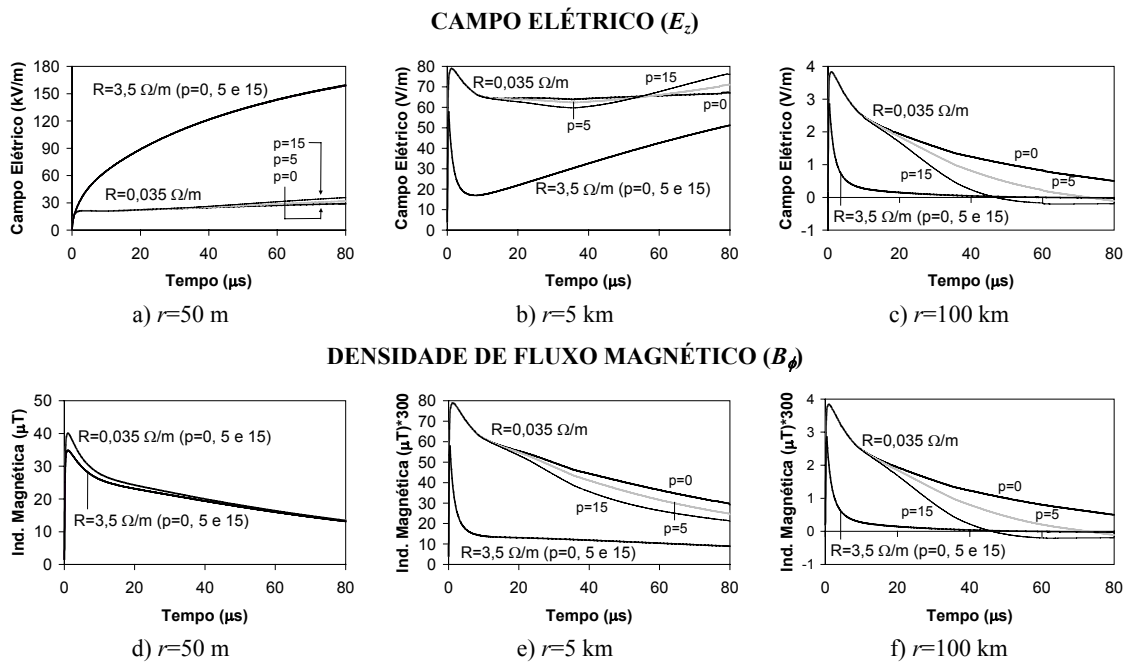 CAMPO ELÉTRICO (Ez)
Campo Elétrico (kV/m)
180
150
120
90
60
30
0
R=3,5 Ω/m (p=0, 5 e 15)
p=15
p=5
p=0
R=0,035 Ω/m
0 20 40 60 80
Tempo (μs)
a) r=50 m
Campo Elétrico (V/m)
80
70
60
50
40
30
20
10
0
R=0,035 Ω/m
p=15
p=0
p=5
R=3,5 Ω/m (p=0, 5 e 15)
0 20 40 60 80
Tempo (μs)
b) r=5 km
Campo Elétrico (V/m)
4
3
2
1
0
-1
R=0,035 Ω/m
p=0
p=15
p=5
R=3,5 Ω/m (p=0, 5 e 15)
0 20 40 60 80
Tempo (μs)
c) r=100 km
DENSIDADE DE FLUXO MAGNÉTICO (Bϕ)
Ind. Magnética (μT)
50
40
30
20
10
0
R=0,035 Ω/m (p=0, 5 e 15)
R=3,5 Ω/m (p=0, 5 e 15)
0 20 40 60 80
Tempo (μs)
d) r=50 m
Ind. Magnética (μT)*300
80
70
60
50
40
30
20
10
0
R=0,035 Ω/m
p=0
p=15
p=5
R=3,5 Ω/m (p=0, 5 e 15)
0 20 40 60 80
Tempo (μs)
e) r=5 km
Ind. Magnética (μT)*300
4
3
2
1
0
-1
R=0,035 Ω/m
p=0
p=15
p=5
R=3,5 Ω/m (p=0, 5 e 15)
0 20 40 60 80
Tempo (μs)
f) r=100 km